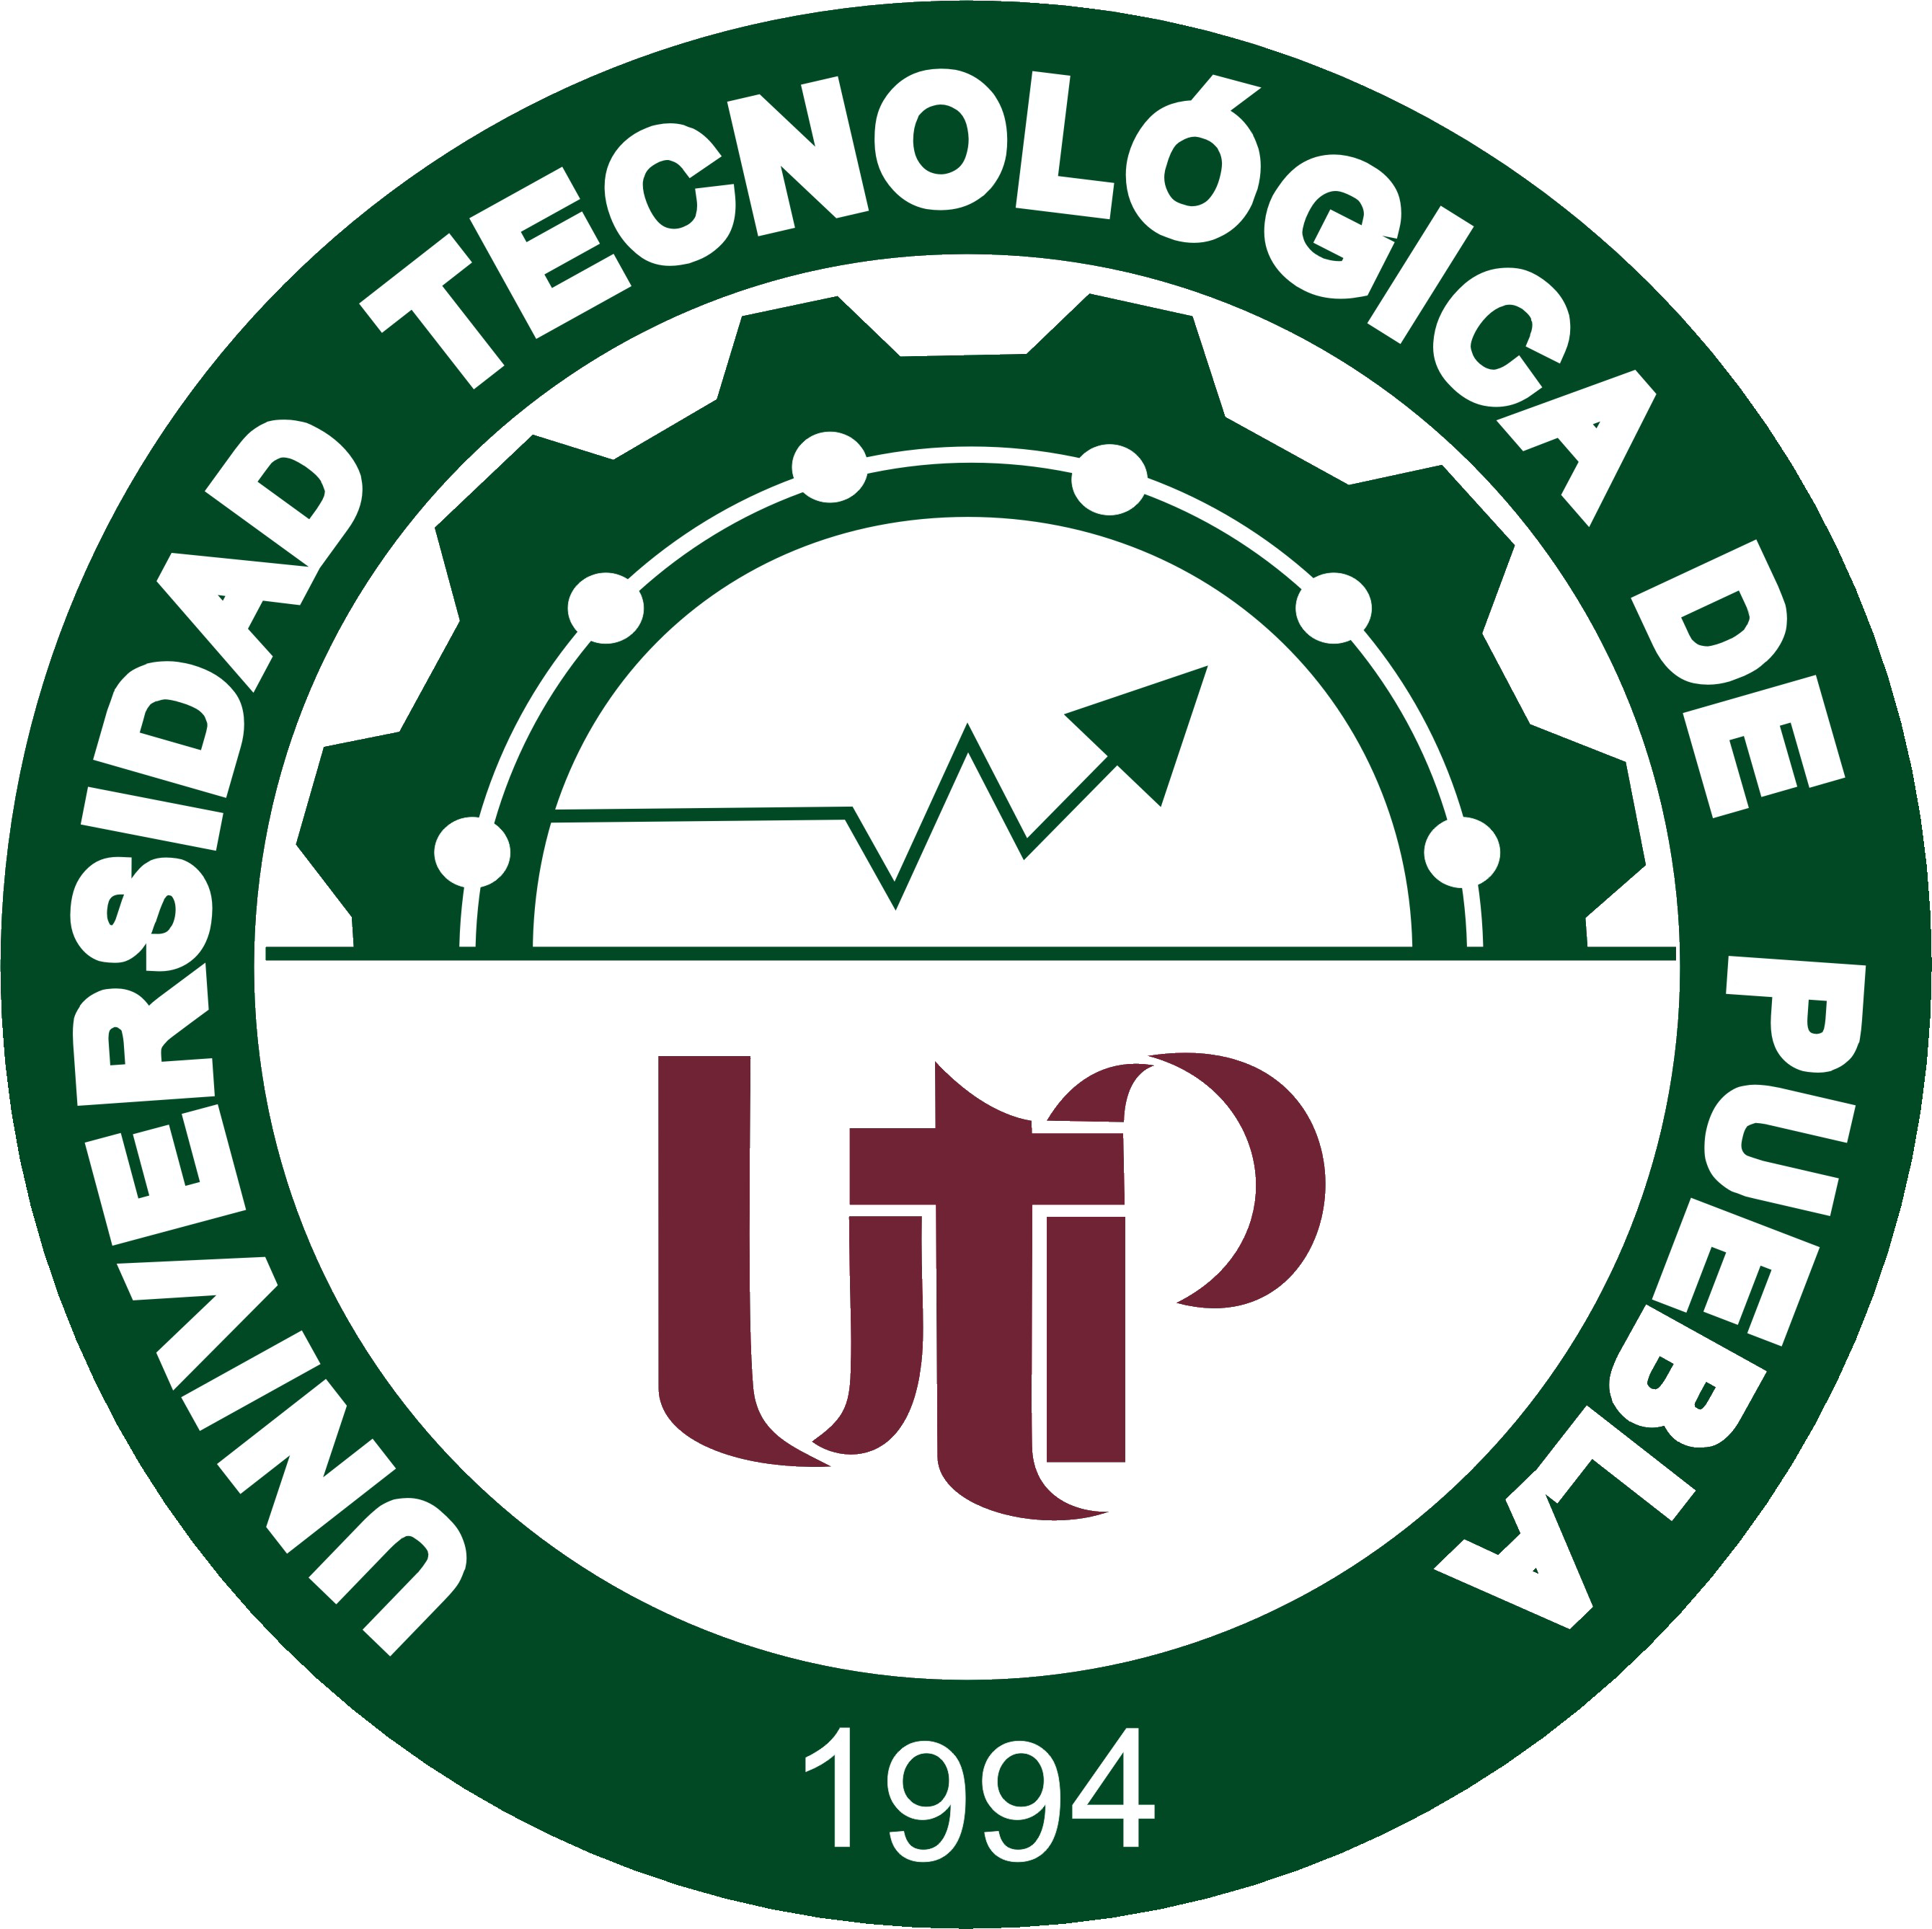 UNIVERSIDAD TECNOLÓGICA DE PUEBLA
UTP
1994